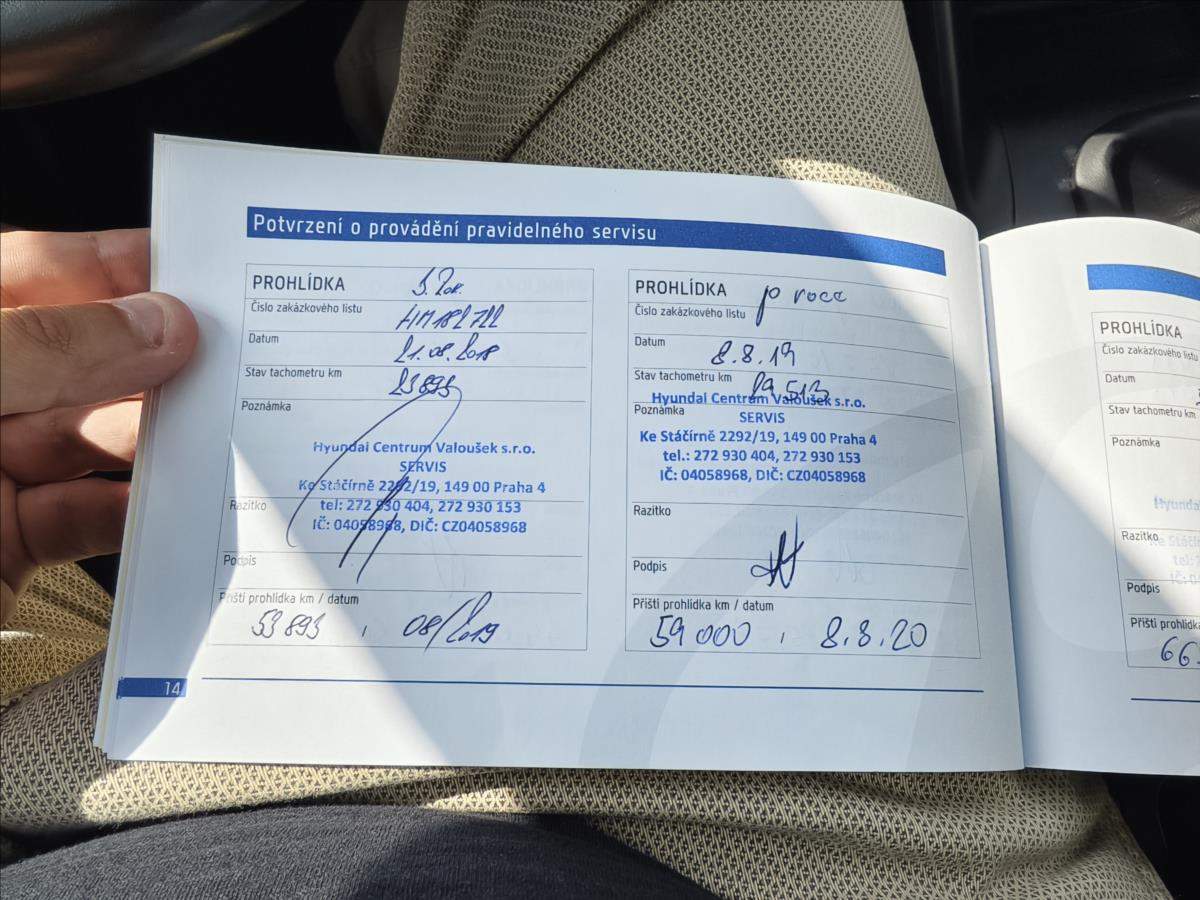 Potvrzení o provádění pravidelného servisu
PROHLÍDKA
Číslo zakázkového listu
Datum 21.08.2018
Stav tachometru km 23893
Poznámka
Hyundai Centrum Valoušek s.r.o.
SERVIS
Ke Stáčírně 2292/19, 149 00 Praha 4
tel: 272 930 404, 272 930 153
IČ: 04058968, DIČ: CZ04058968
Razítko
Podpis
Příští prohlídka km / datum
53 893 , 08/2019
14
PROHLÍDKA
Číslo zakázkového listu
Datum 8.8.19
Stav tachometru km
Hyundai Centrum Valoušek s.r.o.
Poznámka
SERVIS
Ke Stáčírně 2292/19, 149 00 Praha 4
tel.: 272 930 404, 272 930 153
IČ: 04058968, DIČ: CZ04058968
Razítko
Podpis
Příští prohlídka km / datum
59 000 , 8.8.20
PROHLÍDKA
Číslo zakázkového listu
Datum
Stav tachometru km
Poznámka
Razítko
Podpis
Příští prohlídka
66